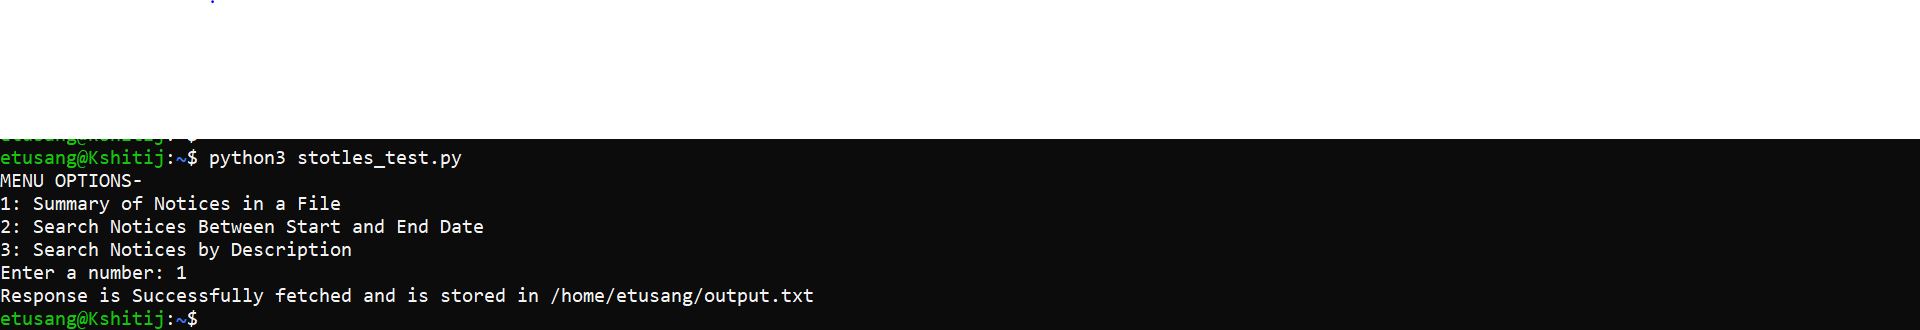 etusang@Kshitij:~$ python3 stotles_test.py
MENU OPTIONS-
1: Summary of Notices in a File
2: Search Notices Between Start and End Date
3: Search Notices by Description
Enter a number: 1
Response is Successfully fetched and is stored in /home/etusang/output.txt
etusang@Kshitij:~$